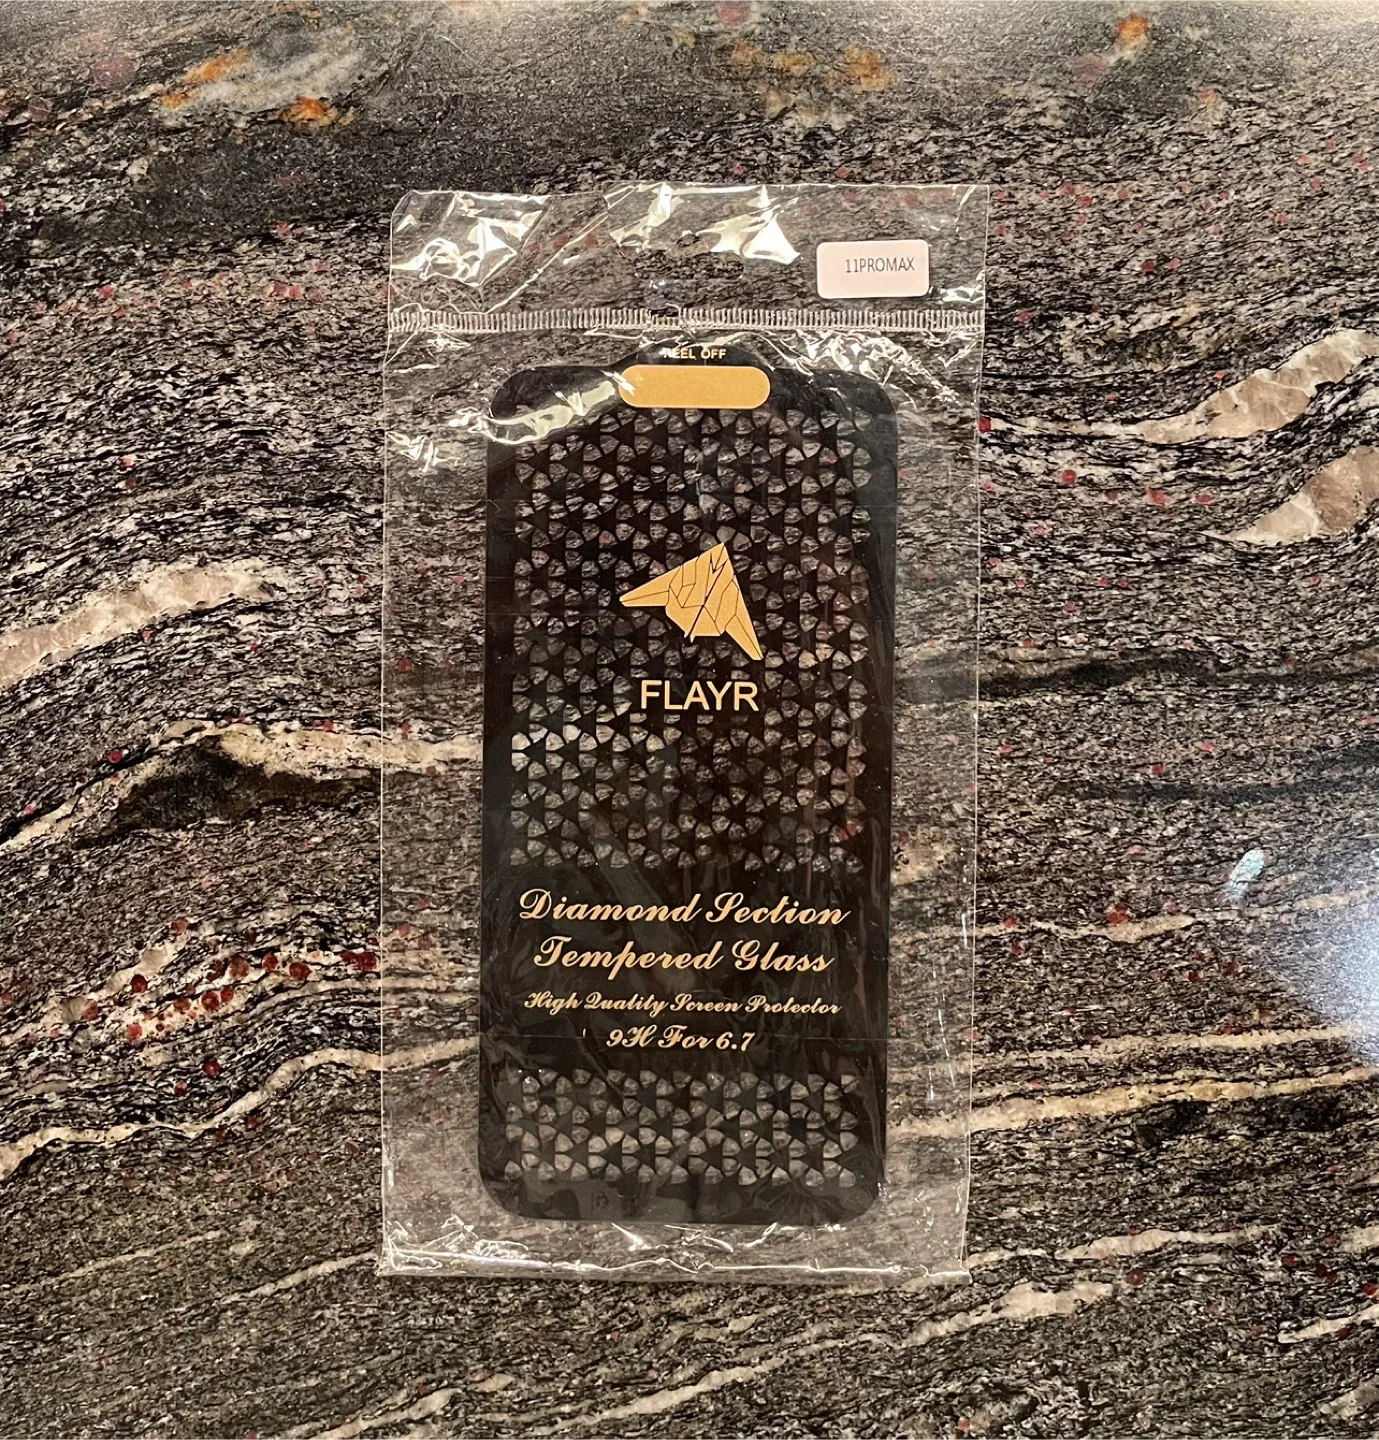 11PROMAX
PEEL OFF
FLAYR
Diamond Section
Tempered Glass
High Quality Screen Protector
9H For 6.7